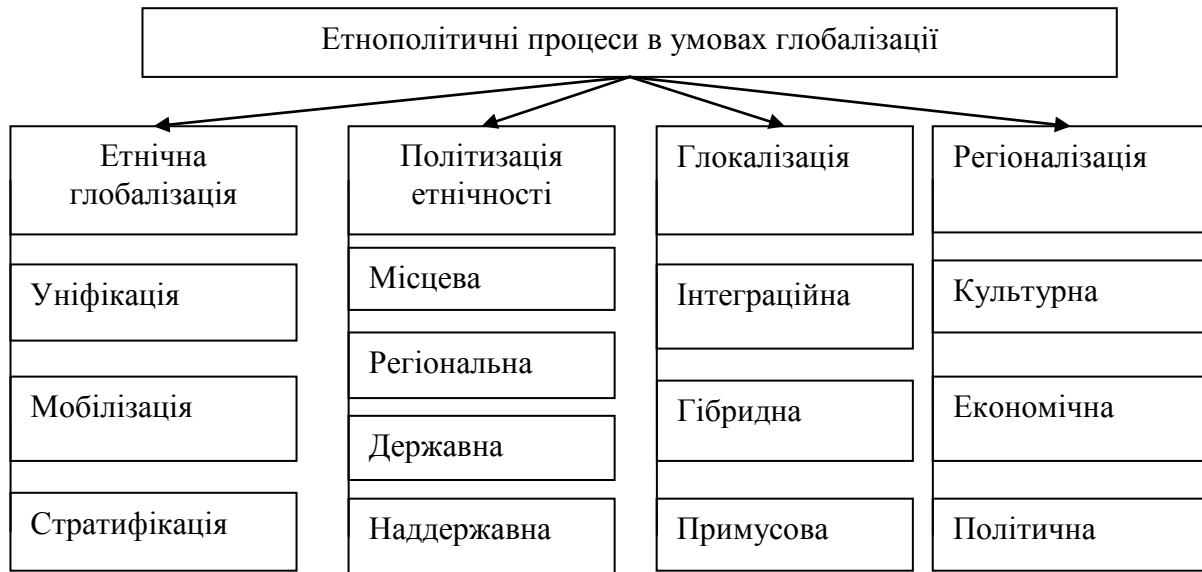 Етнополітичні процеси в умовах глобалізації
Етнічна
глобалізація
Уніфікація
Мобілізація
Стратифікація
Політизація
етнічності
Місцева
Регіональна
Державна
Наддержавна
Глокалізація
Інтеграційна
Гібридна
Примусова
Регіоналізація
Культурна
Економічна
Політична